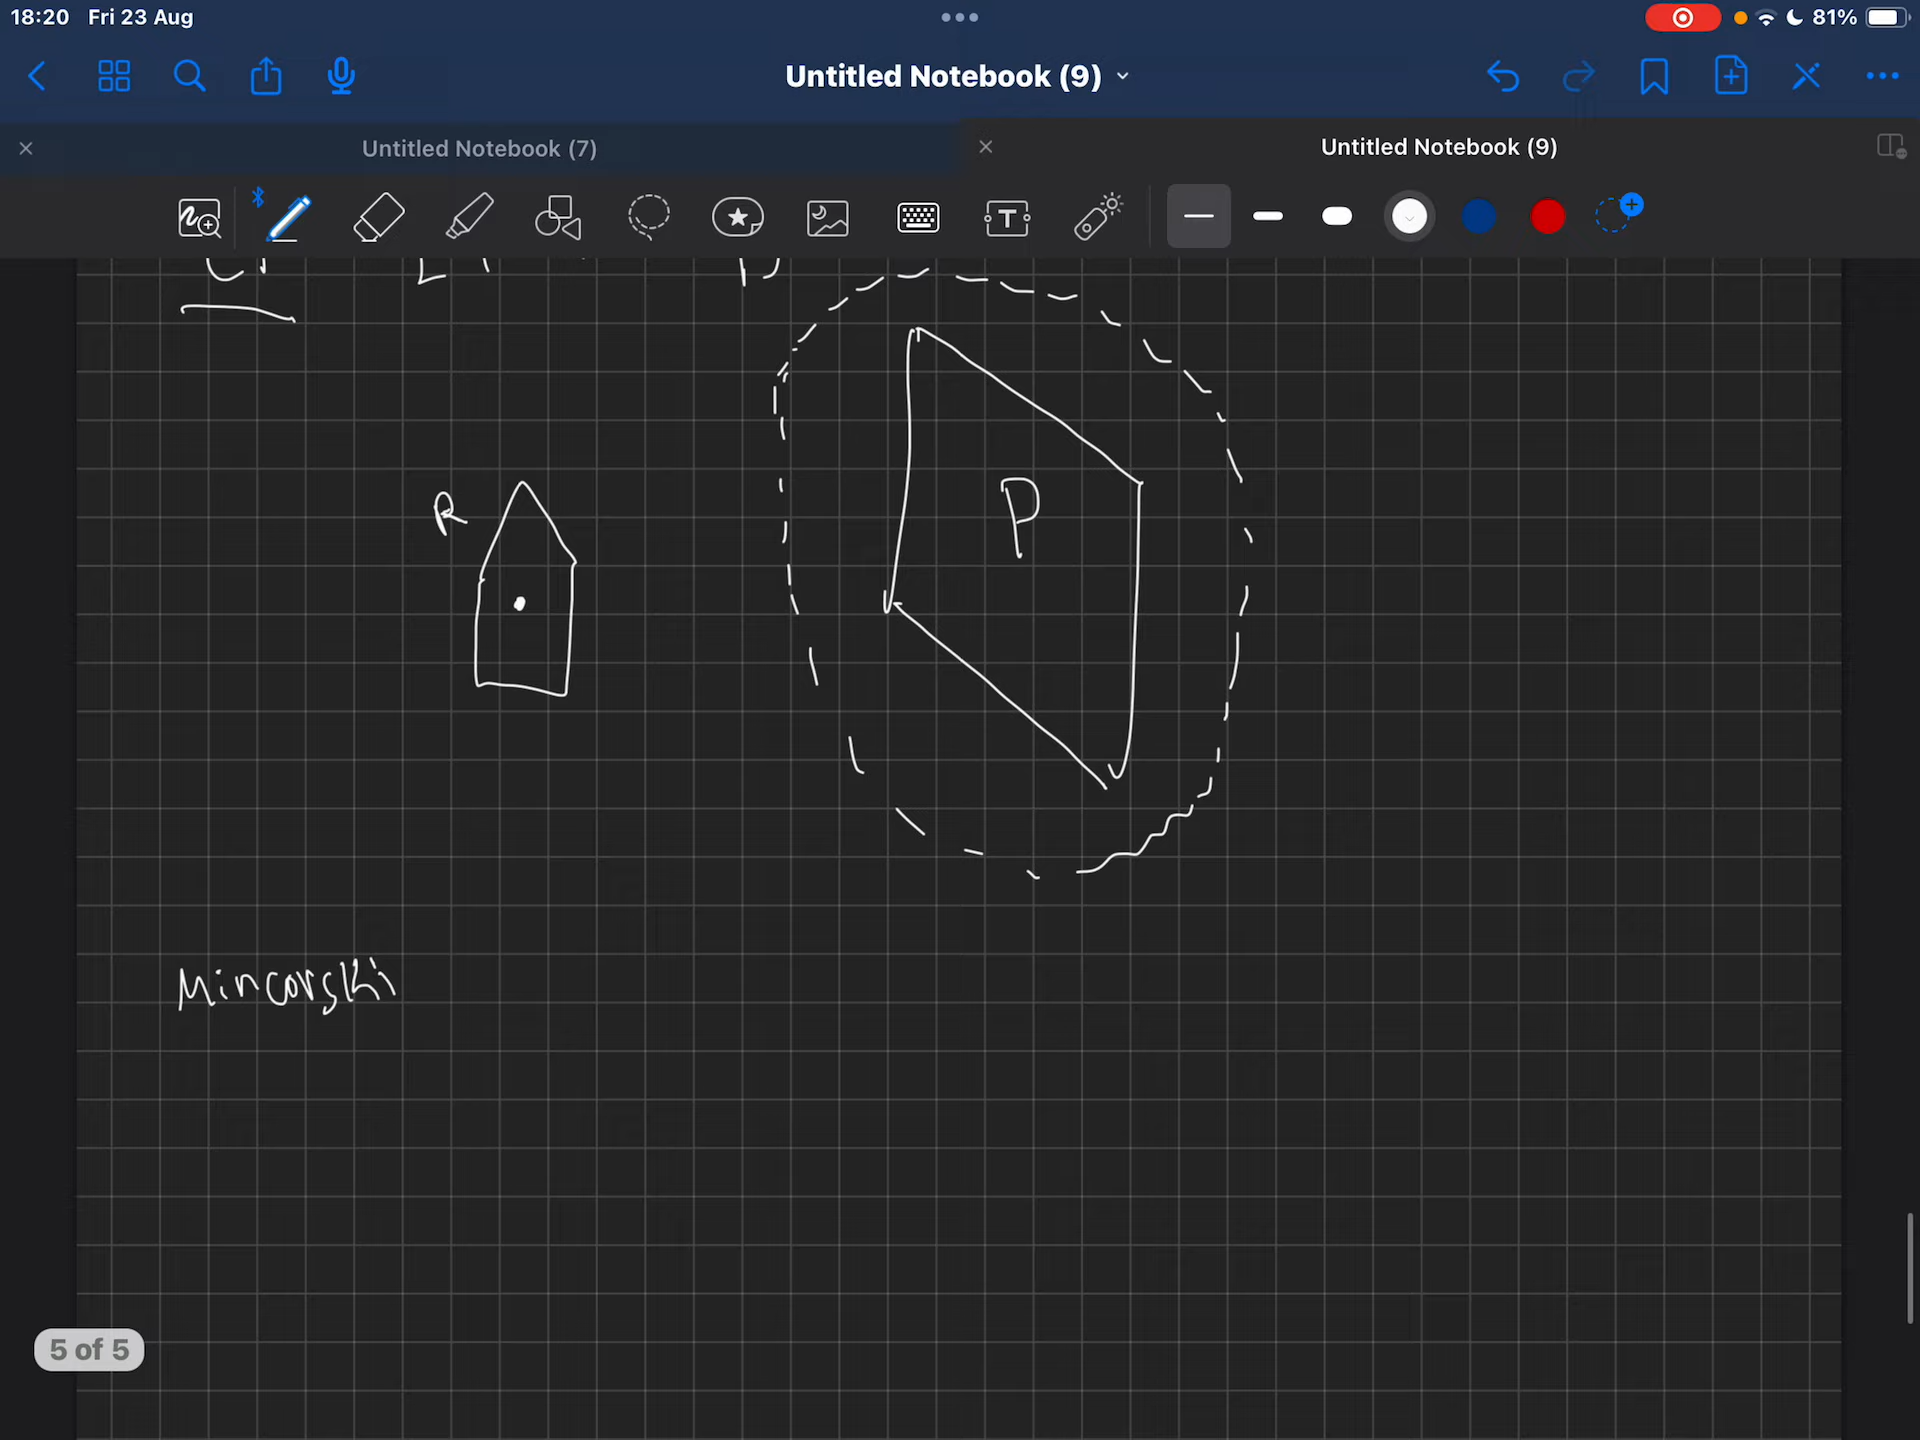 18:20 Fri 23 Aug
81%
Untitled Notebook (9)
Untitled Notebook (7)
Untitled Notebook (9)
T
R
P
Mincorski
5 of 5